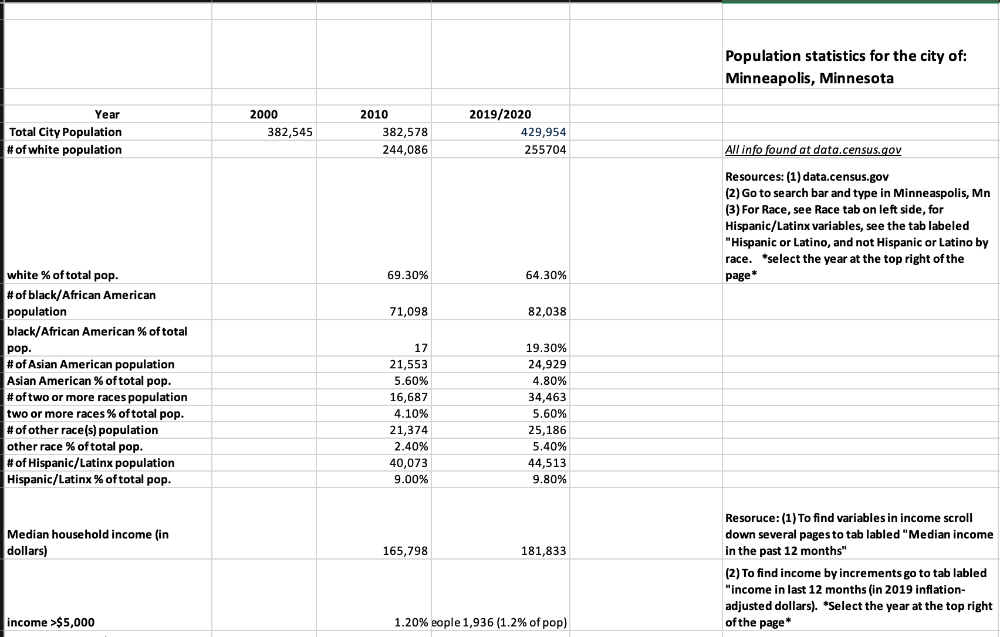 Population statistics for the city of:
Minneapolis, Minnesota
Year 2000 2010 2019/2020
Total City Population 382,545 382,578 429,954
# of white population 244,086 255704 All info found at data.census.gov
Resources: (1) data.census.gov
(2) Go to search bar and type in Minneaspolis, Mn
(3) For Race, see Race tab on left side, for
Hispanic/Latinx variables, see the tab labeled
"Hispanic or Latino, and not Hispanic or Latino by
race. *select the year at the top right of the
white % of total pop. 69.30% 64.30% page*
# of black/African American
population 71,098 82,038
black/African American % of total
pop. 17 19.30%
# of Asian American population 21,553 24,929
Asian American % of total pop. 5.60% 4.80%
# of two or more races population 16,687 34,463
two or more races % of total pop. 4.10% 5.60%
# of other race(s) population 21,374 25,186
other race % of total pop. 2.40% 5.40%
# of Hispanic/Latinx population 40,073 44,513
Hispanic/Latinx % of total pop. 9.00% 9.80%
Resoruce: (1) To find variables in income scroll
Median household income (in down several pages to tab labled "Median income
dollars) 165,798 181,833 in the past 12 months"
(2) To find income by increments go to tab labled
"income in last 12 months (in 2019 inflation-
adjusted dollars). *Select the year at the top right
income >$5,000 1.20% eople 1,936 (1.2% of pop) of the page*